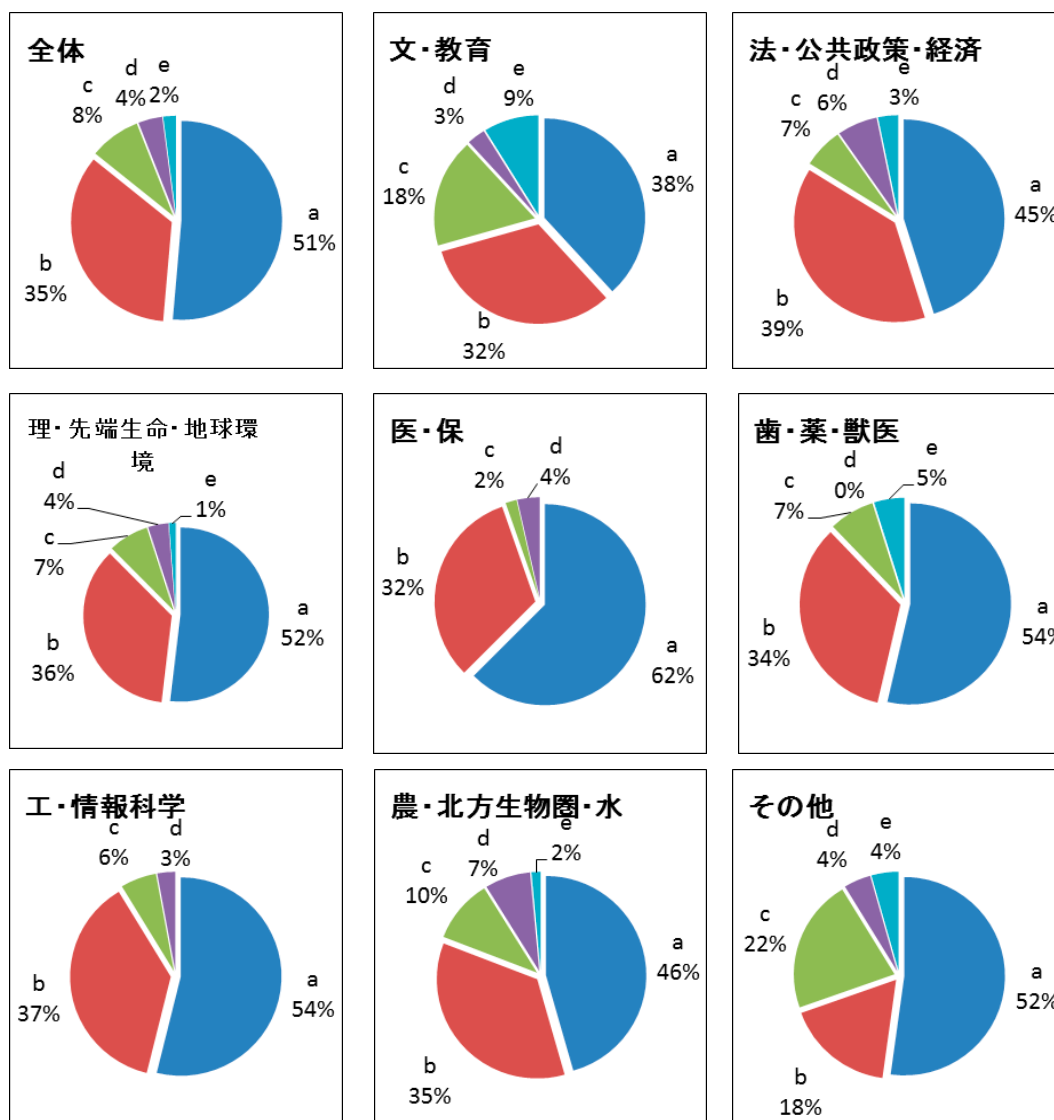 全体
d
e
c
4%
2%
8%
a
51%
b
35%
文・教育
e
d
9%
3%
a
38%
c
18%
b
32%
法・公共政策・経済
e
d
3%
c
6%
7%
a
45%
b
39%
理・先端生命・地球環
境
d
e
4%
1%
c
7%
a
52%
b
36%
医・保
c
d
2%
4%
b
32%
a
62%
歯・薬・獣医
d
e
c
0%
5%
7%
a
54%
b
34%
工・情報科学
c
d
6%
3%
a
54%
b
37%
農・北方生物圏・水
e
d
2%
c
7%
10%
a
46%
b
35%
その他
d
e
4%
4%
c
22%
a
52%
b
18%